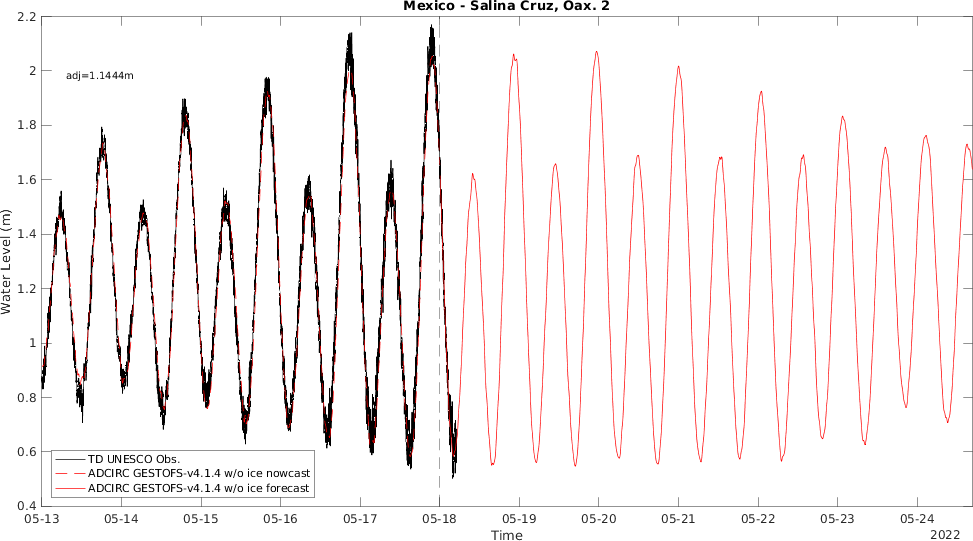 Mexico - Salina Cruz, Oax. 2
2.2
2
1.8
1.6
1.4
1.2
1
0.8
0.6
0.4
Water Level (m)
adj=1.1444m
TD UNESCO Obs.
ADCIRC GESTOFS-v4.1.4 w/o ice nowcast
ADCIRC GESTOFS-v4.1.4 w/o ice forecast
05-13 05-14 05-15 05-16 05-17 05-18 05-19 05-20 05-21 05-22 05-23 05-24
2022
Time